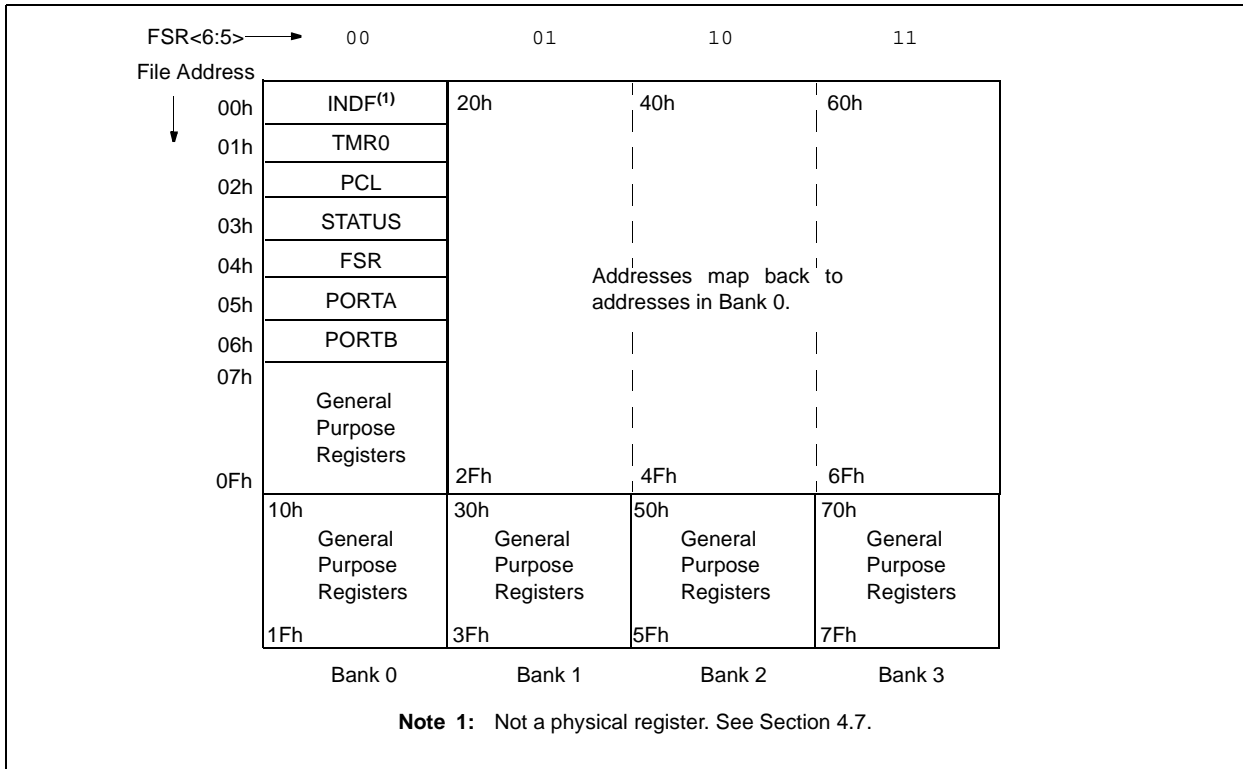 FSR<6:5> 00 01 10 11
File Address
00h INDF(1) 20h 40h 60h
01h TMR0
02h PCL
03h STATUS
04h FSR
Addresses map back to
addresses in Bank 0.
05h PORTA
06h PORTB
07h
General
Purpose
Registers
0Fh 2Fh 4Fh 6Fh
10h 30h 50h 70h
General General General General
Purpose Purpose Purpose Purpose
Registers Registers Registers Registers
1Fh 3Fh 5Fh 7Fh
Bank 0 Bank 1 Bank 2 Bank 3
Note 1: Not a physical register. See Section 4.7.